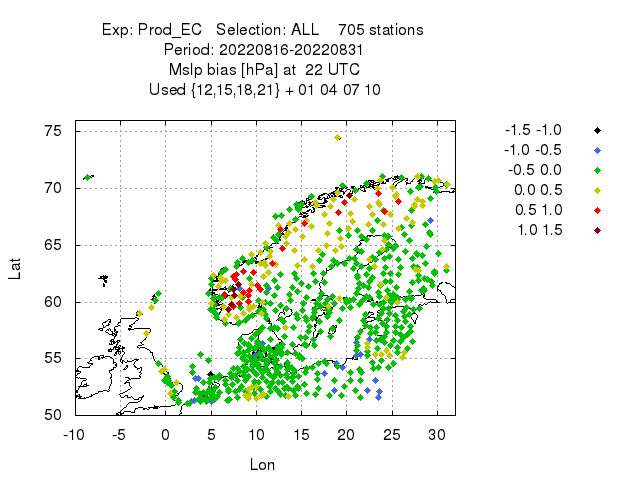 Exp: Prod_EC Selection: ALL 705 stations
Period: 20220816-20220831
Mslp bias [hPa] at 22 UTC
Used {12,15,18,21} + 01 04 07 10
-1.5 -1.0
-1.0 -0.5
-0.5 0.0
0.0 0.5
0.5 1.0
1.0 1.5
75
70
65
60
55
50
Lat
-10 -5 0 5 10 15 20 25 30
Lon